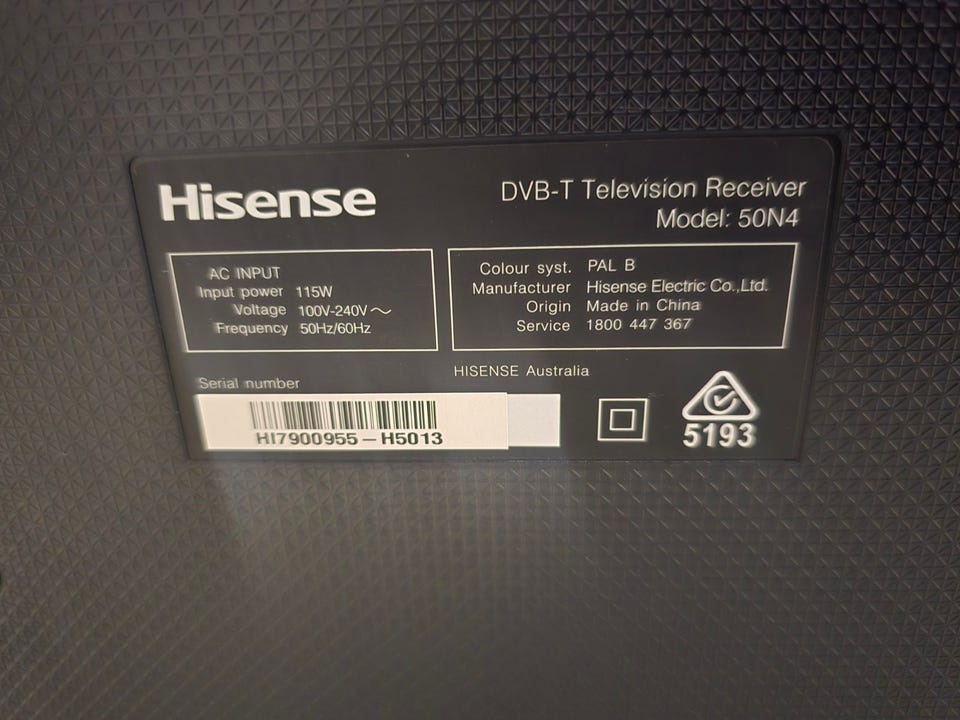 Hisense
DVB-T Television Receiver
Model: 50N4
AC INPUT
Input power 115W
Voltage 100V-240V～
Frequency 50Hz/60Hz
Colour syst. PAL B
Manufacturer Hisense Electric Co.,Ltd.
Origin Made in China
Service 1800 447 367
HISENSE Australia
Serial number
HI7900955-H5013
5193